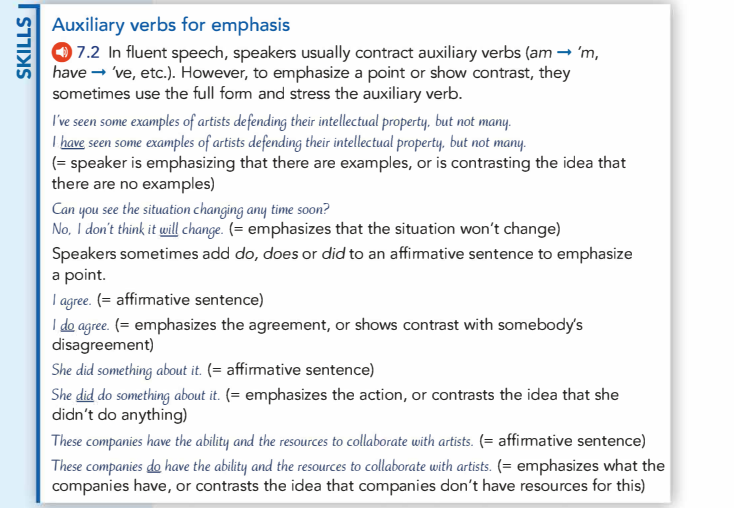 SKILLS
Auxiliary verbs for emphasis
7.2 In fluent speech, speakers usually contract auxiliary verbs (am → ’m,
have → ’ve, etc.). However, to emphasize a point or show contrast, they
sometimes use the full form and stress the auxiliary verb.
I’ve seen some examples of artists defending their intellectual property, but not many.
I have seen some examples of artists defending their intellectual property, but not many.
(= speaker is emphasizing that there are examples, or is contrasting the idea that
there are no examples)
Can you see the situation changing any time soon?
No, I don’t think it will change. (= emphasizes that the situation won’t change)
Speakers sometimes add do, does or did to an affirmative sentence to emphasize
a point.
I agree. (= affirmative sentence)
I do agree. (= emphasizes the agreement, or shows contrast with somebody’s
disagreement)
She did something about it. (= affirmative sentence)
She did do something about it. (= emphasizes the action, or contrasts the idea that she
didn’t do anything)
These companies have the ability and the resources to collaborate with artists. (= affirmative sentence)
These companies do have the ability and the resources to collaborate with artists. (= emphasizes what the
companies have, or contrasts the idea that companies don’t have resources for this)